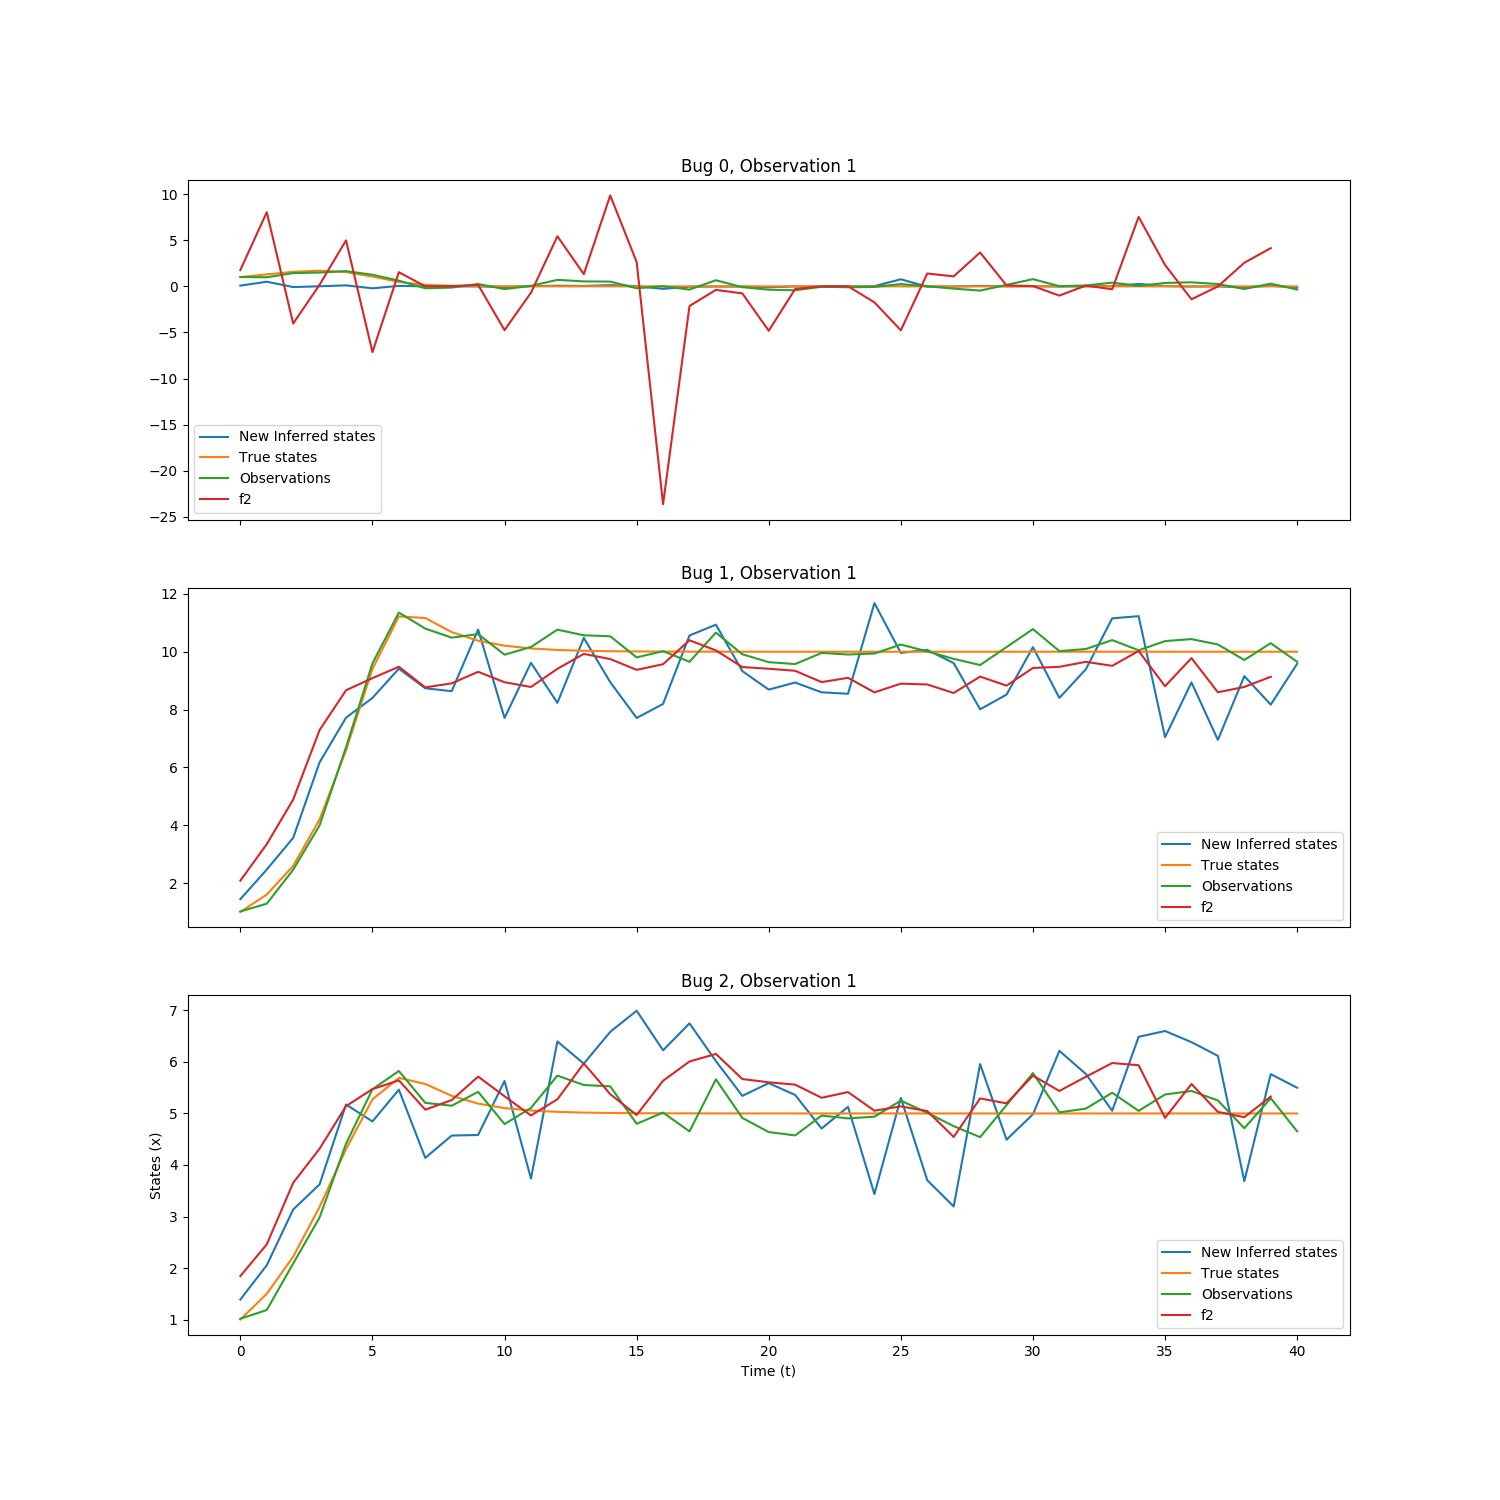 Bug 0, Observation 1
10
5
0
−5
−10
−15
−20
−25
New Inferred states
True states
Observations
f2
Bug 1, Observation 1
12
10
8
6
4
2
New Inferred states
True states
Observations
f2
Bug 2, Observation 1
7
6
5
4
3
2
1
States (x)
New Inferred states
True states
Observations
f2
0 5 10 15 20 25 30 35 40
Time (t)